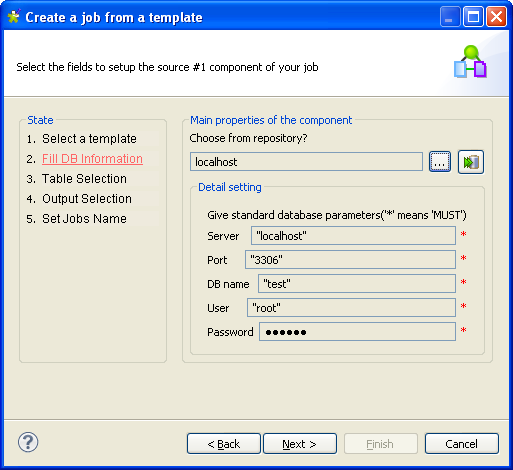 Create a job from a template
Select the fields to setup the source #1 component of your job
State
1. Select a template
2. Fill DB Information
3. Table Selection
4. Output Selection
5. Set Jobs Name
Main properties of the component
Choose from repository?
localhost
...
Detail setting
Give standard database parameters('*' means 'MUST')
Server "localhost" *
Port "3306" *
DB name "test" *
User "root" *
Password ●●●●●● *
?
< Back
Next >
Finish
Cancel